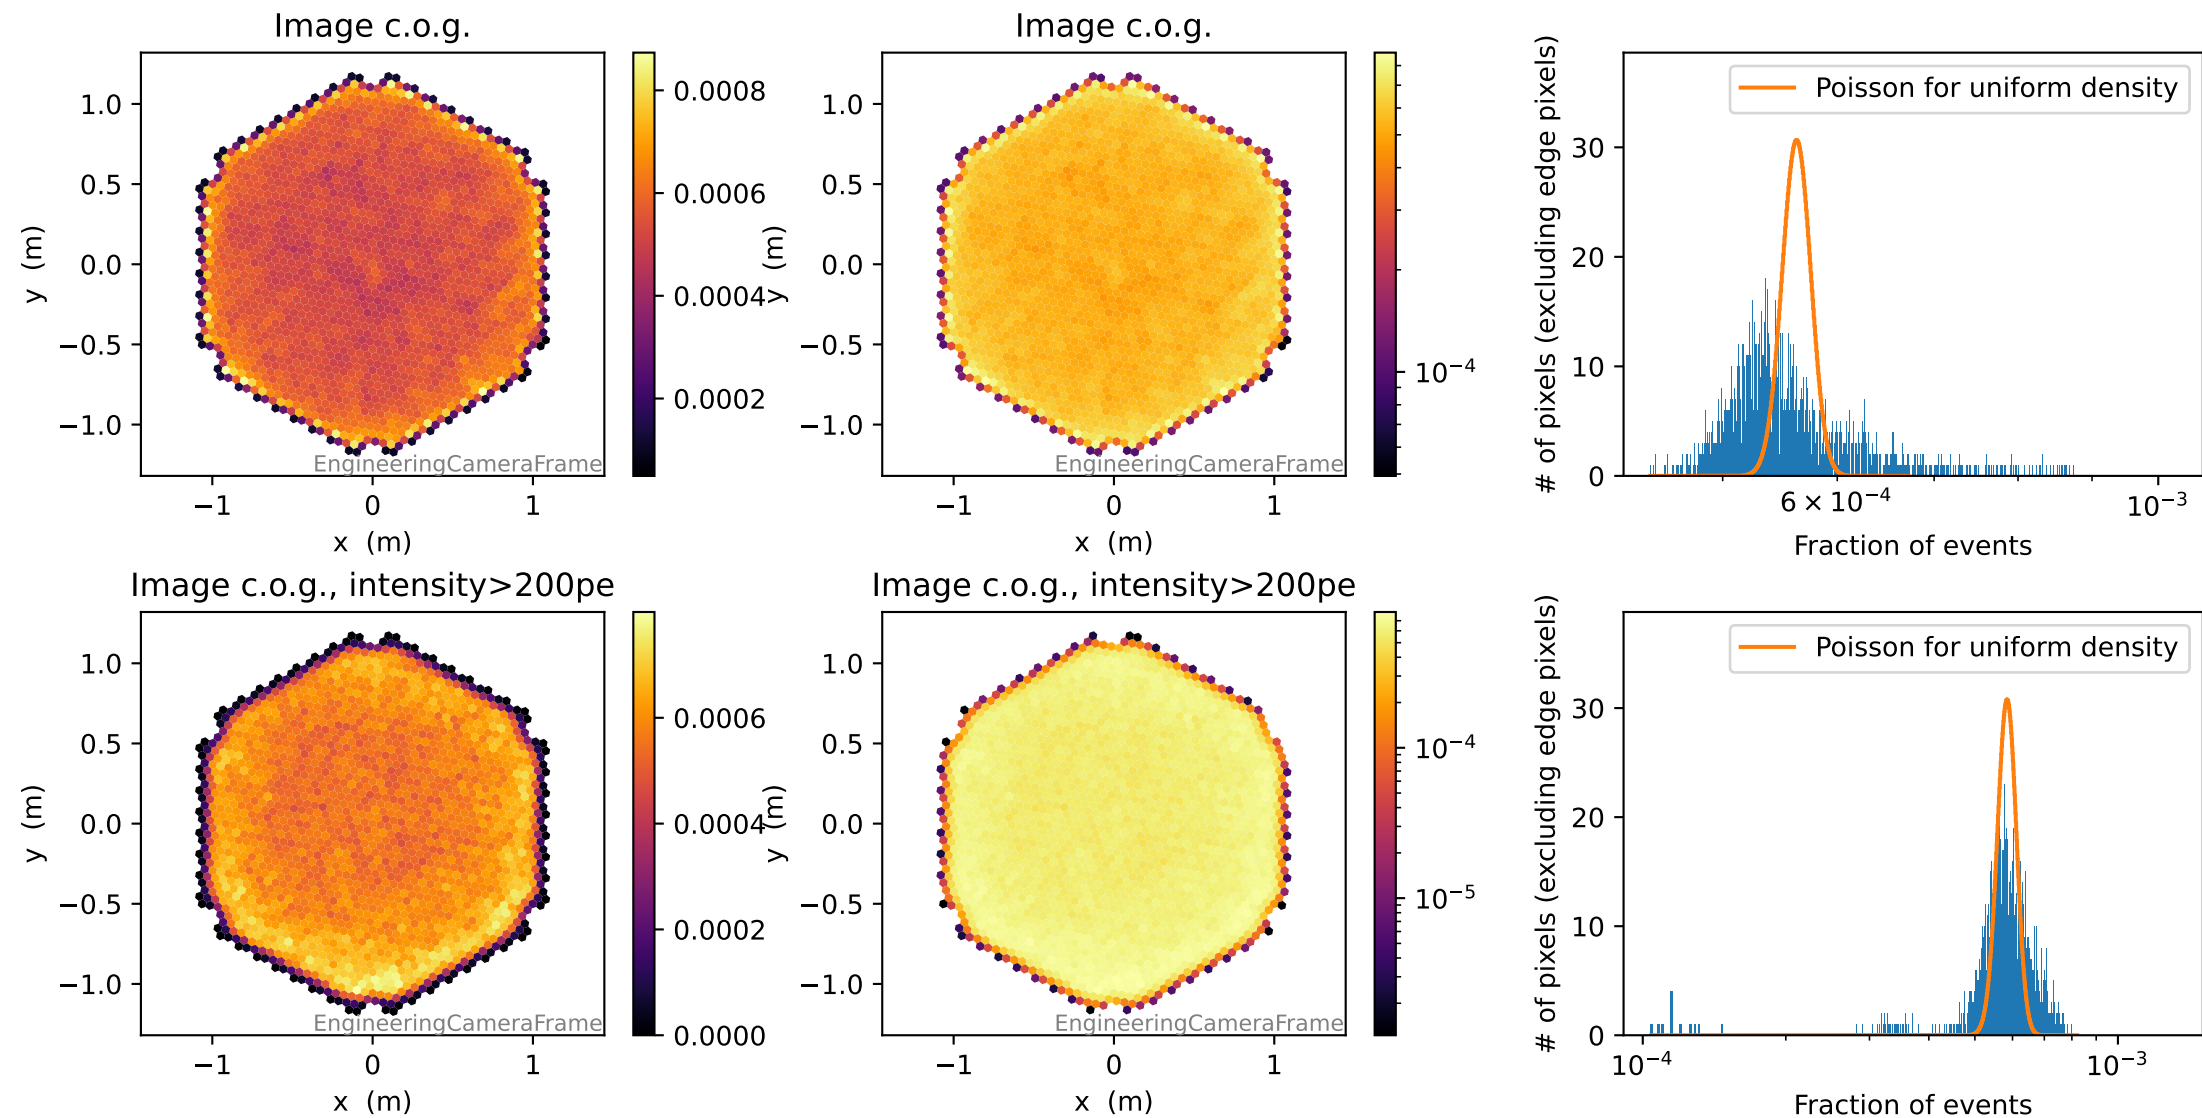 Image c.o.g.
y (m)
1.0
0.5
0.0
−0.5
−1.0
EngineeringCameraFrame
−1 0 1
x (m)
0.0008
0.0006
0.0004
0.0002
Image c.o.g.
y (m)
1.0
0.5
0.0
−0.5
−1.0
EngineeringCameraFrame
−1 0 1
x (m)
10⁻⁴
# of pixels (excluding edge pixels)
30
20
10
0
Poisson for uniform density
6 × 10⁻⁴ 10⁻³
Fraction of events
Image c.o.g., intensity>200pe
y (m)
1.0
0.5
0.0
−0.5
−1.0
EngineeringCameraFrame
−1 0 1
x (m)
0.0006
0.0004
0.0002
0.0000
Image c.o.g., intensity>200pe
y (m)
1.0
0.5
0.0
−0.5
−1.0
EngineeringCameraFrame
−1 0 1
x (m)
10⁻⁴
10⁻⁵
# of pixels (excluding edge pixels)
30
20
10
0
Poisson for uniform density
10⁻⁴ 10⁻³
Fraction of events